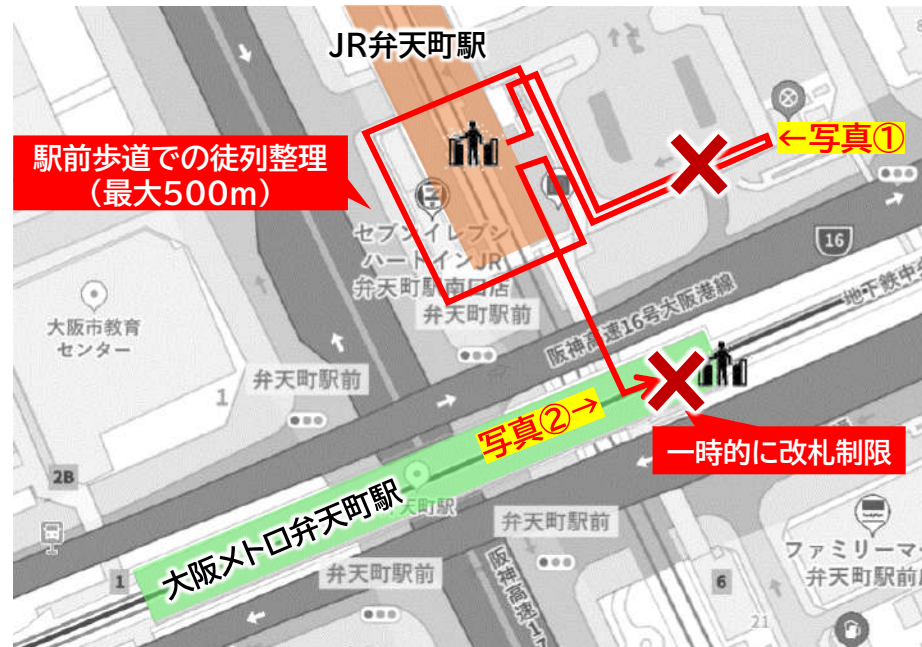 JR弁天町駅
←写真①
駅前歩道での徒列整理
（最大500m）
16
セブンイレブン
ハートインJR
弁天町駅南口店
弁天町駅前
大阪市教育
センター
阪神高速16号大阪港線
地下鉄中央
弁天町駅前
1
写真②→
一時的に改札制限
2B
大阪メトロ弁天町駅
天町駅
弁天町駅前
ファミリーマ
弁天町駅前
弁天町駅前
阪神高速17
1
6
21